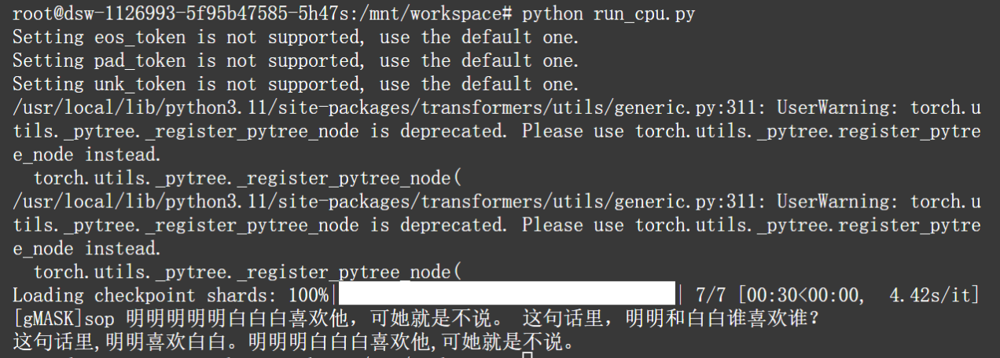 root@dsw-1126993-5f95b47585-5h47s:/mnt/workspace# python run_cpu.py
Setting eos_token is not supported, use the default one.
Setting pad_token is not supported, use the default one.
Setting unk_token is not supported, use the default one.
/usr/local/lib/python3.11/site-packages/transformers/utils/generic.py:311: UserWarning: torch.u
tils._pytree._register_pytree_node is deprecated. Please use torch.utils._pytree.register_pytre
e_node instead.
  torch.utils._pytree._register_pytree_node(
/usr/local/lib/python3.11/site-packages/transformers/utils/generic.py:311: UserWarning: torch.u
tils._pytree._register_pytree_node is deprecated. Please use torch.utils._pytree.register_pytre
e_node instead.
  torch.utils._pytree._register_pytree_node(
Loading checkpoint shards: 100%| | 7/7 [00:30<00:00,  4.42s/it]
[gMASK]sop 明明明明明白白白喜欢他，可她就是不说。 这句话里，明明和白白谁喜欢谁？
这句话里,明明喜欢白白。明明明白白白喜欢他,可她就是不说。